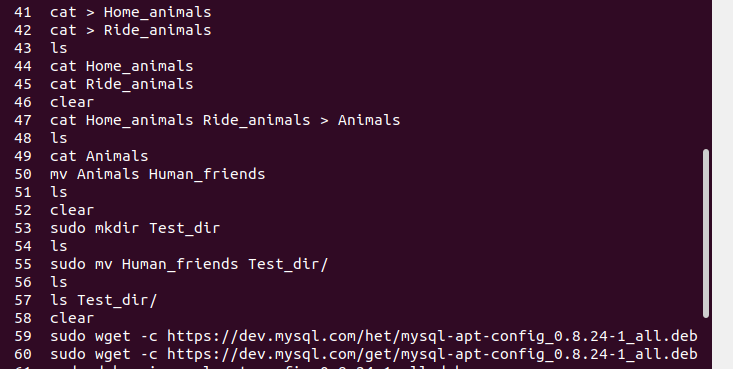 41 cat > Home_animals
42 cat > Ride_animals
43 ls
44 cat Home_animals
45 cat Ride_animals
46 clear
47 cat Home_animals Ride_animals > Animals
48 ls
49 cat Animals
50 mv Animals Human_friends
51 ls
52 clear
53 sudo mkdir Test_dir
54 ls
55 sudo mv Human_friends Test_dir/
56 ls
57 ls Test_dir/
58 clear
59 sudo wget -c https://dev.mysql.com/het/mysql-apt-config_0.8.24-1_all.deb
60 sudo wget -c https://dev.mysql.com/get/mysql-apt-config_0.8.24-1_all.deb